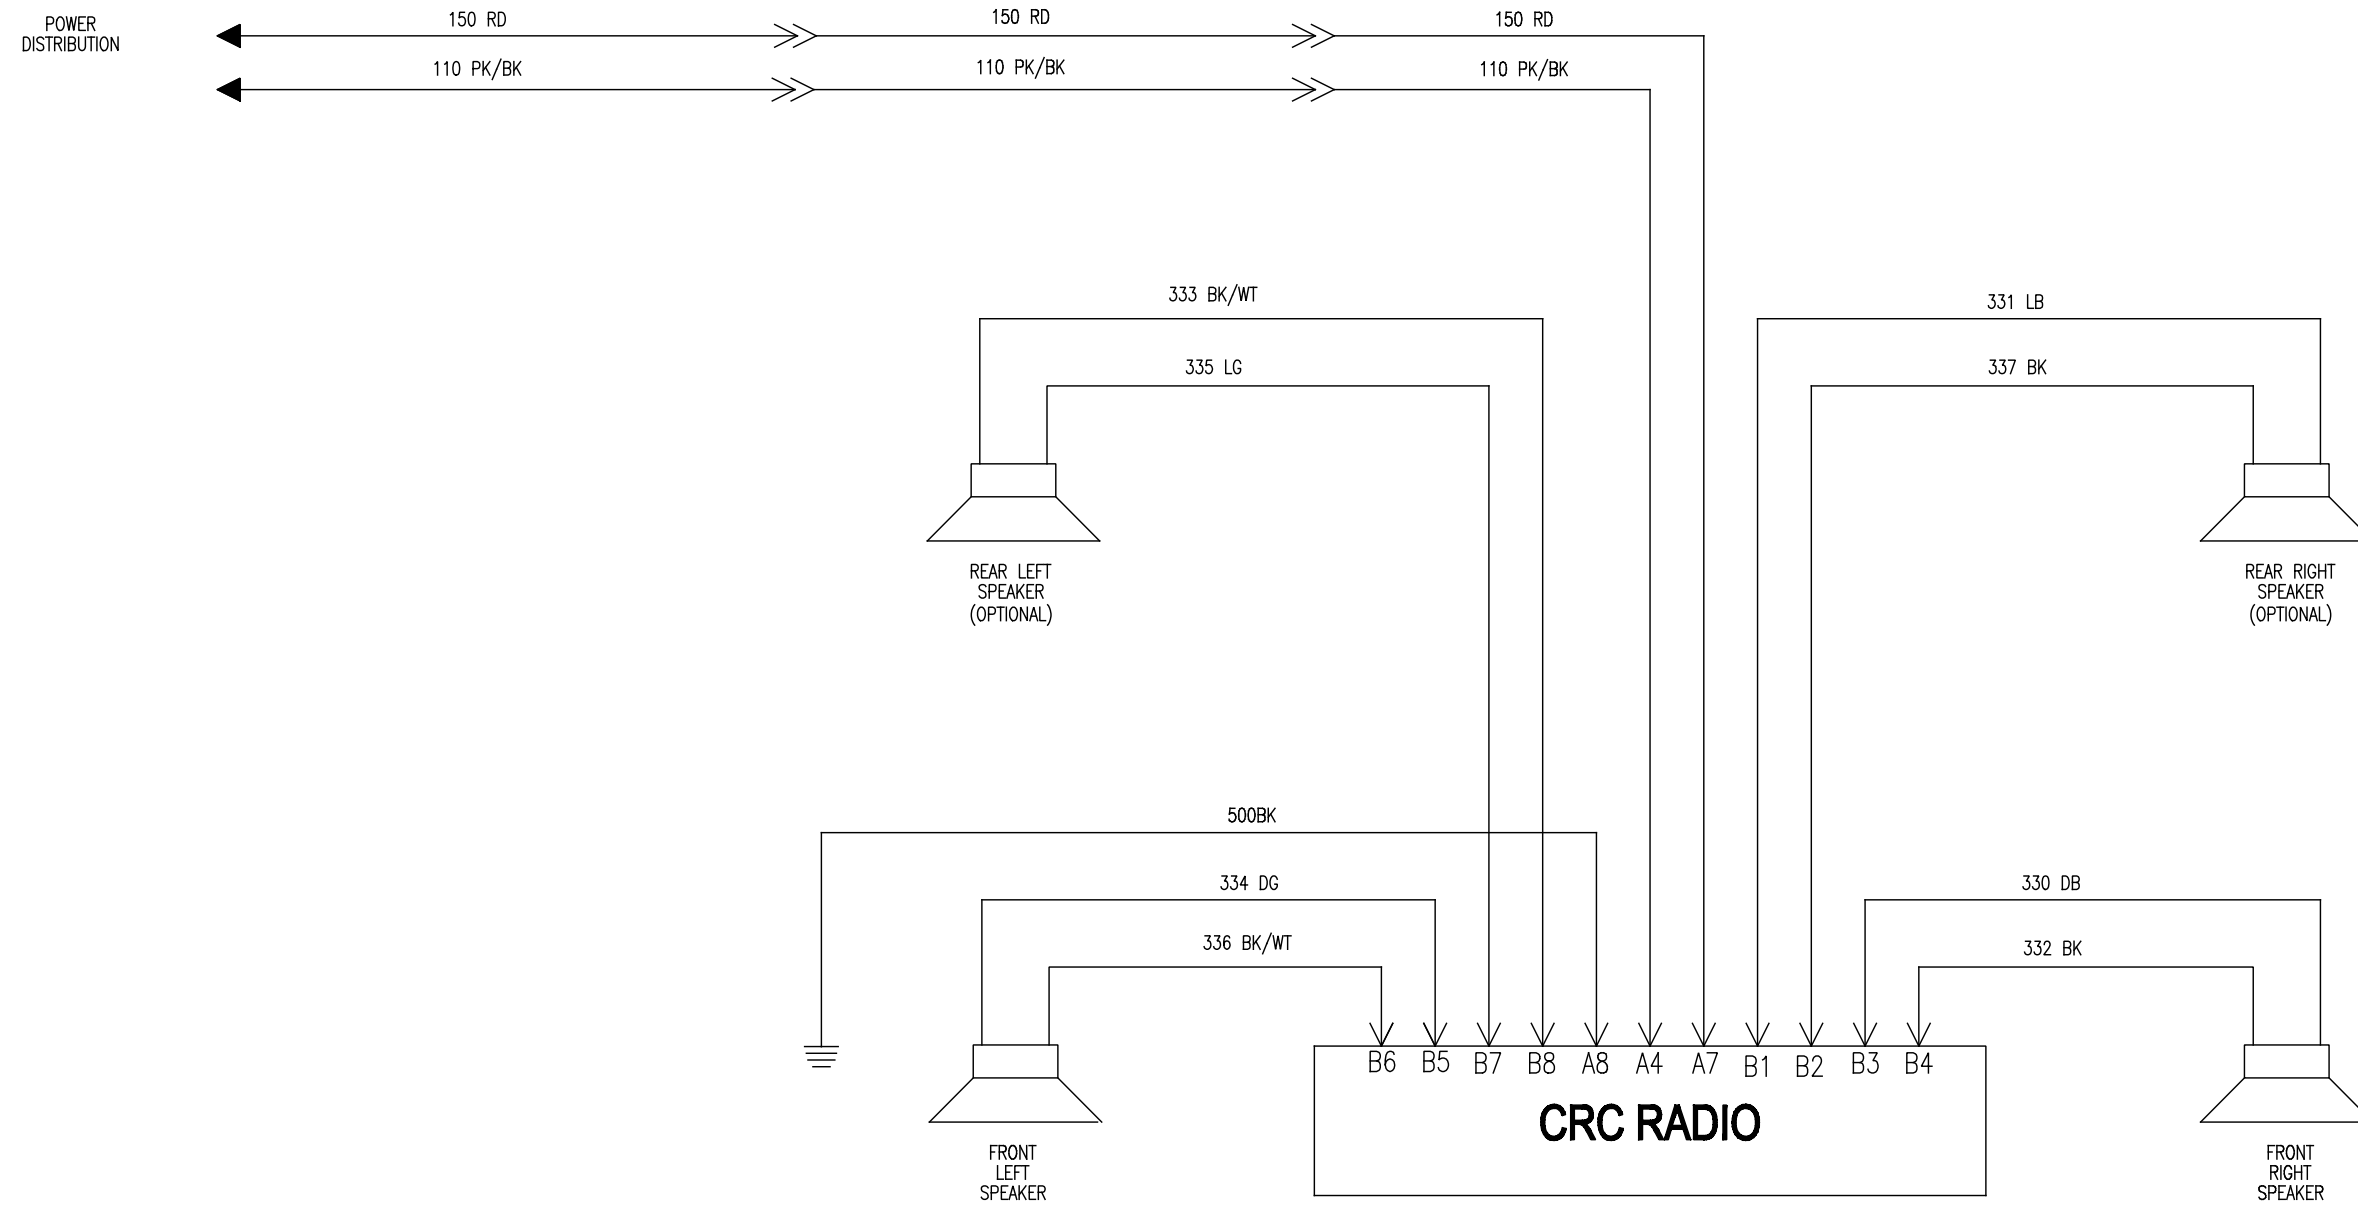 POWER
DISTRIBUTION
150 RD
150 RD
150 RD
110 PK/BK
110 PK/BK
110 PK/BK
333 BK/WT
331 LB
335 LG
337 BK
REAR LEFT
SPEAKER
(OPTIONAL)
REAR RIGHT
SPEAKER
(OPTIONAL)
500BK
334 DG
330 DB
336 BK/WT
332 BK
B6 B5 B7 B8 A8 A4 A7 B1 B2 B3 B4
CRC RADIO
FRONT
LEFT
SPEAKER
FRONT
RIGHT
SPEAKER